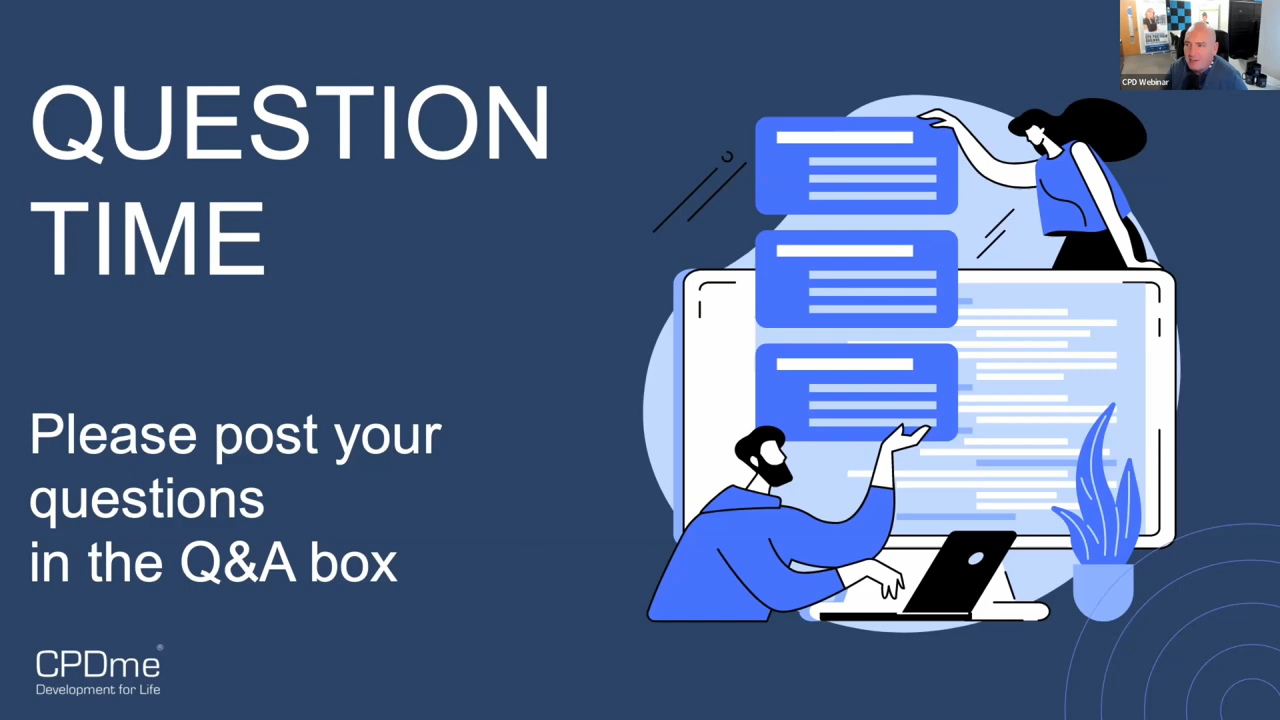 QUESTION
TIME
Please post your
questions
in the Q&A box
CPDme®
Development for Life
CPD Webinar